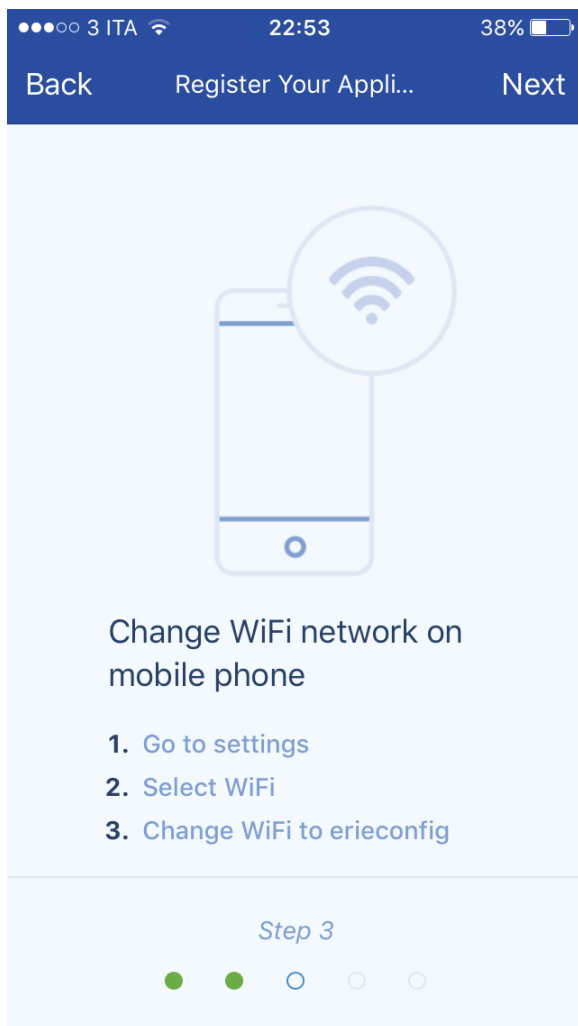 3 ITA 22:53 38%
Back Register Your Appli... Next
Change WiFi network on
mobile phone
1. Go to settings
2. Select WiFi
3. Change WiFi to erieconfig
Step 3